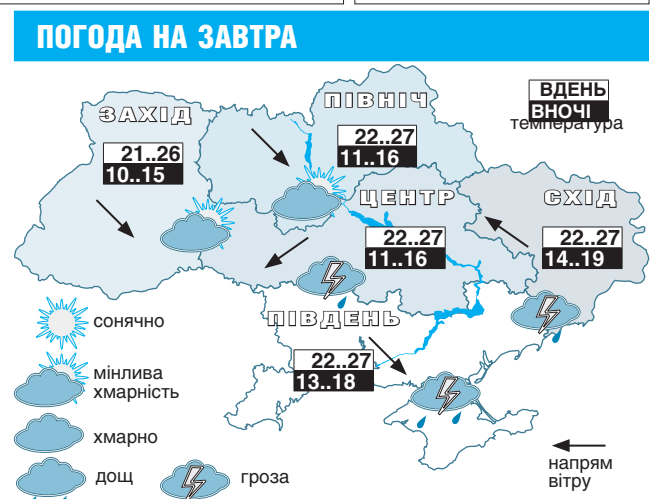 ПОГОДА НА ЗАВТРА
ВДЕНЬ
ВНОЧІ
температура
ПІВНІЧ
22..27
11..16
ЗАХІД
21..26
10..15
ЦЕНТР
22..27
11..16
СХІД
22..27
14..19
ПІВДЕНЬ
22..27
13..18
сонячно
мінлива
хмарність
хмарно
дощ
гроза
напрям
вітру